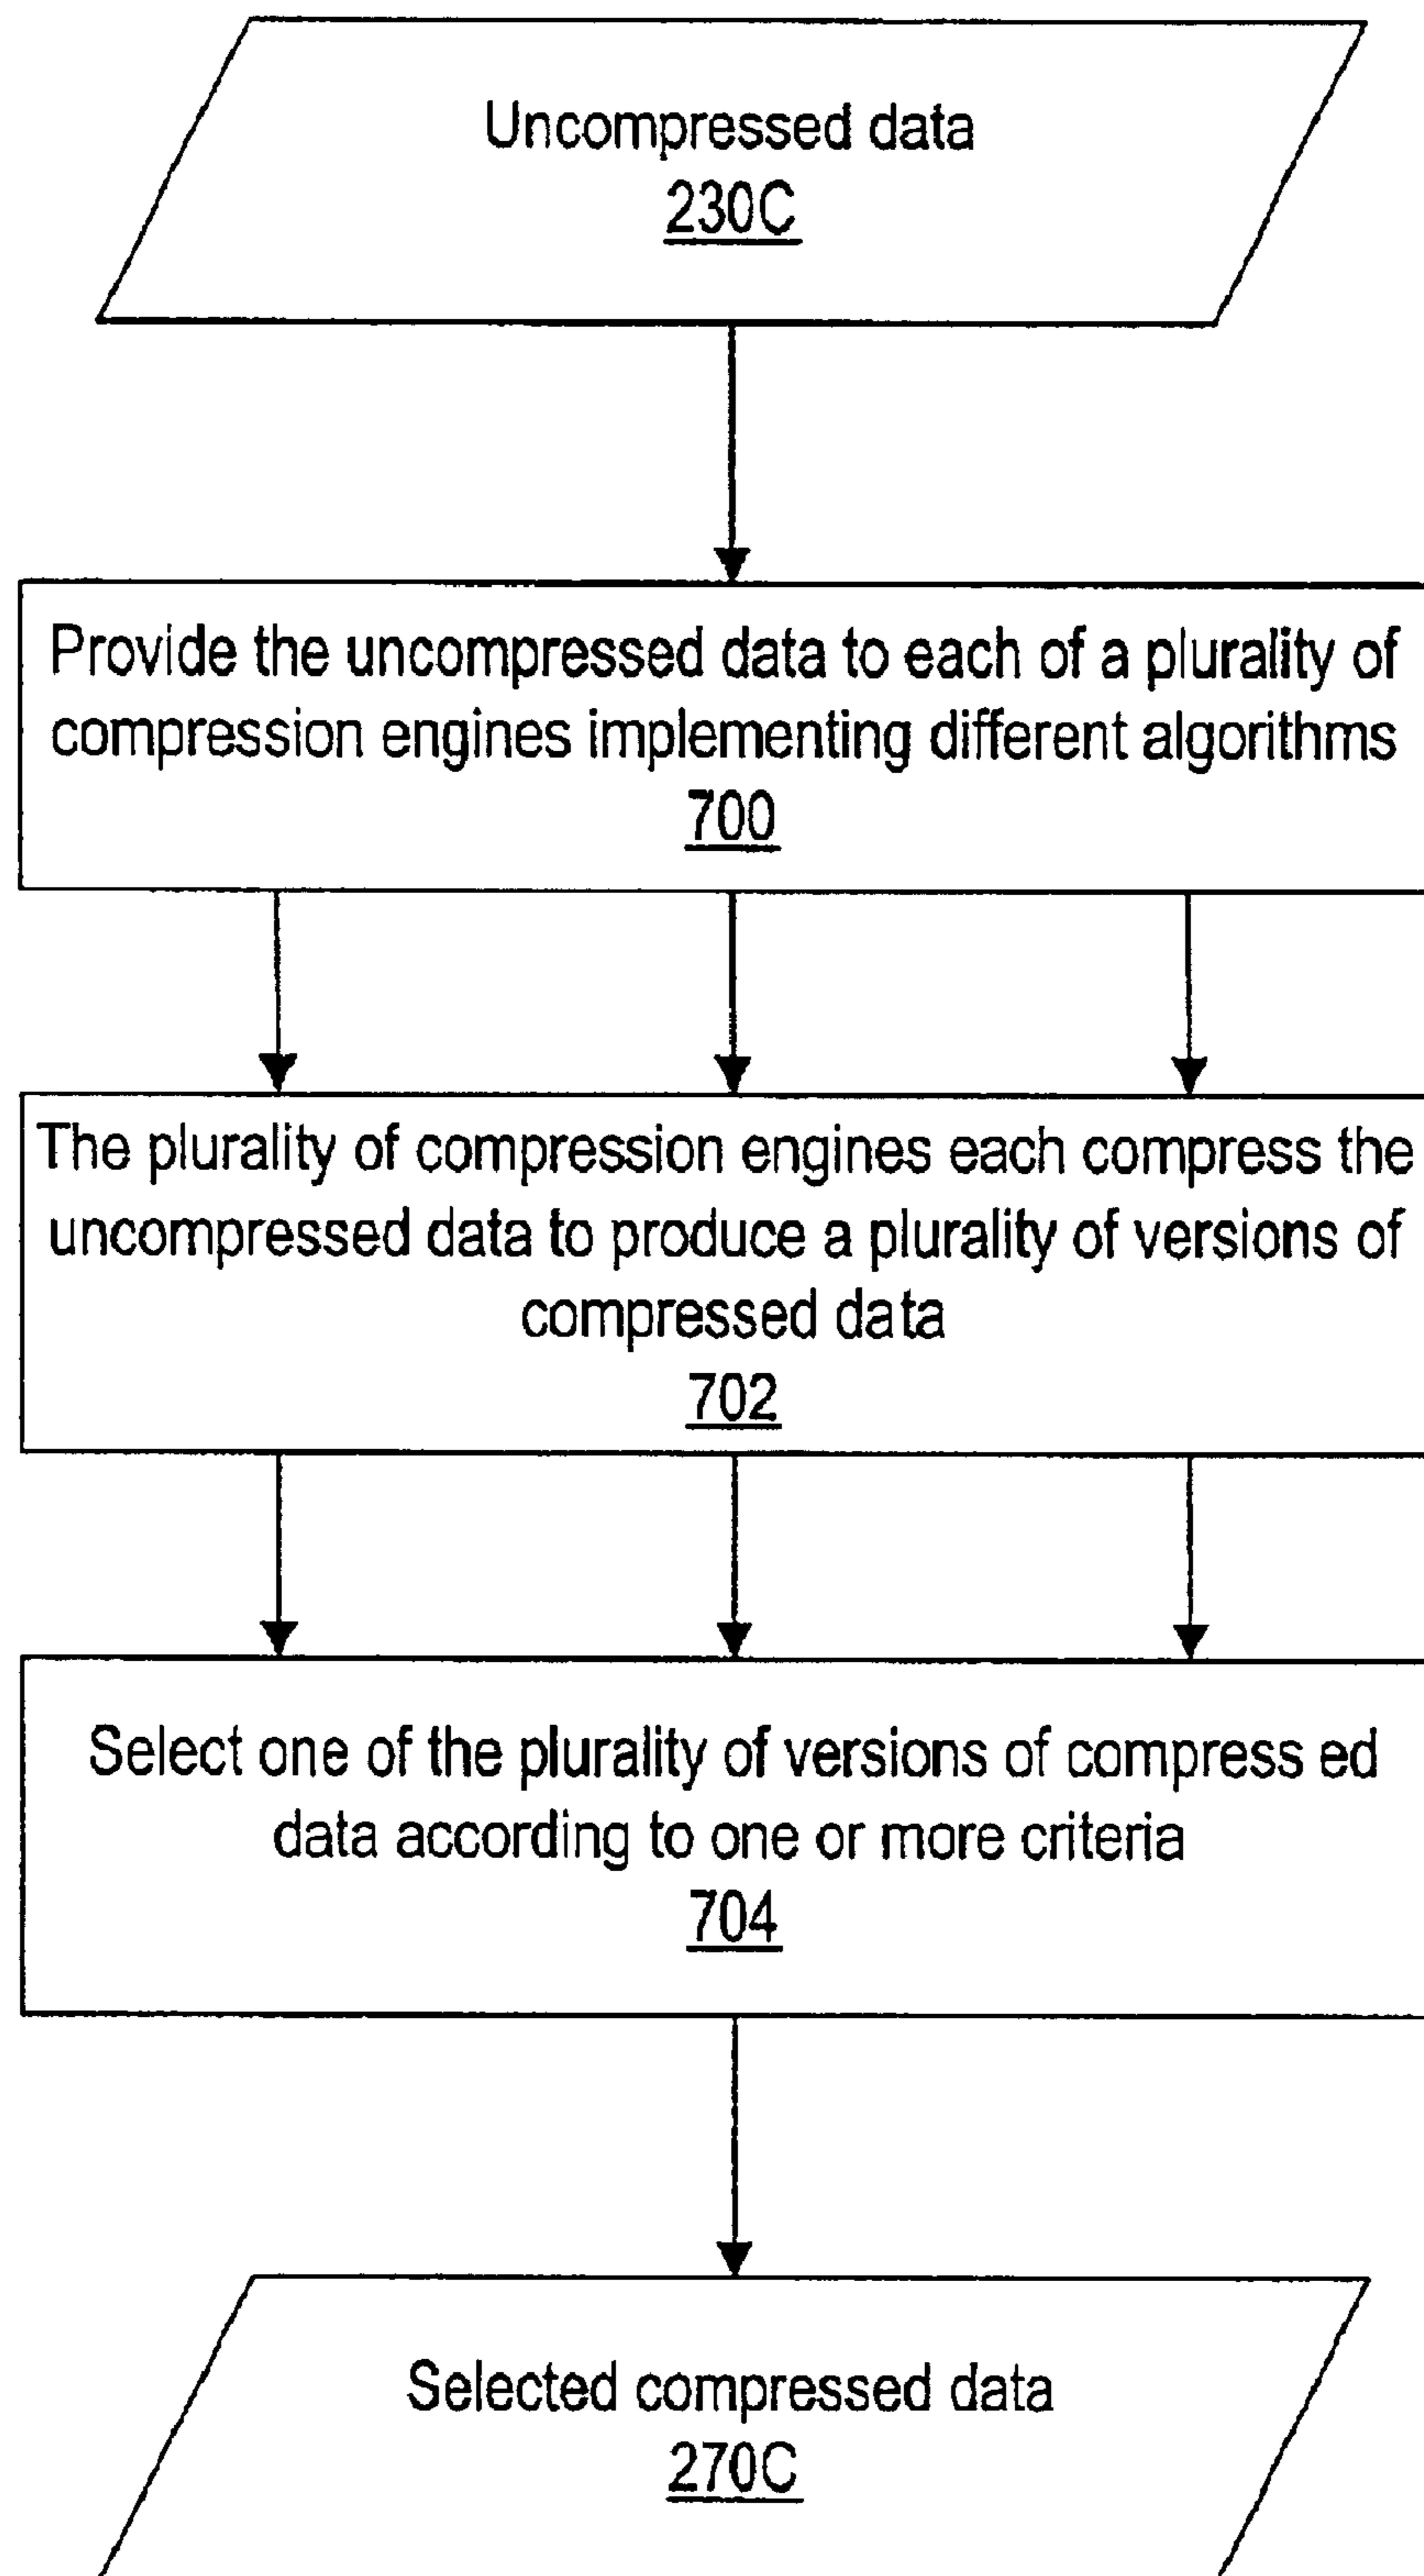 Uncompressed data
230C
Provide the uncompressed data to each of a plurality of
compression engines implementing different algorithms
700
The plurality of compression engines each compress the
uncompressed data to produce a plurality of versions of
compressed data
702
Select one of the plurality of versions of compress ed
data according to one or more criteria
704
Selected compressed data
270C